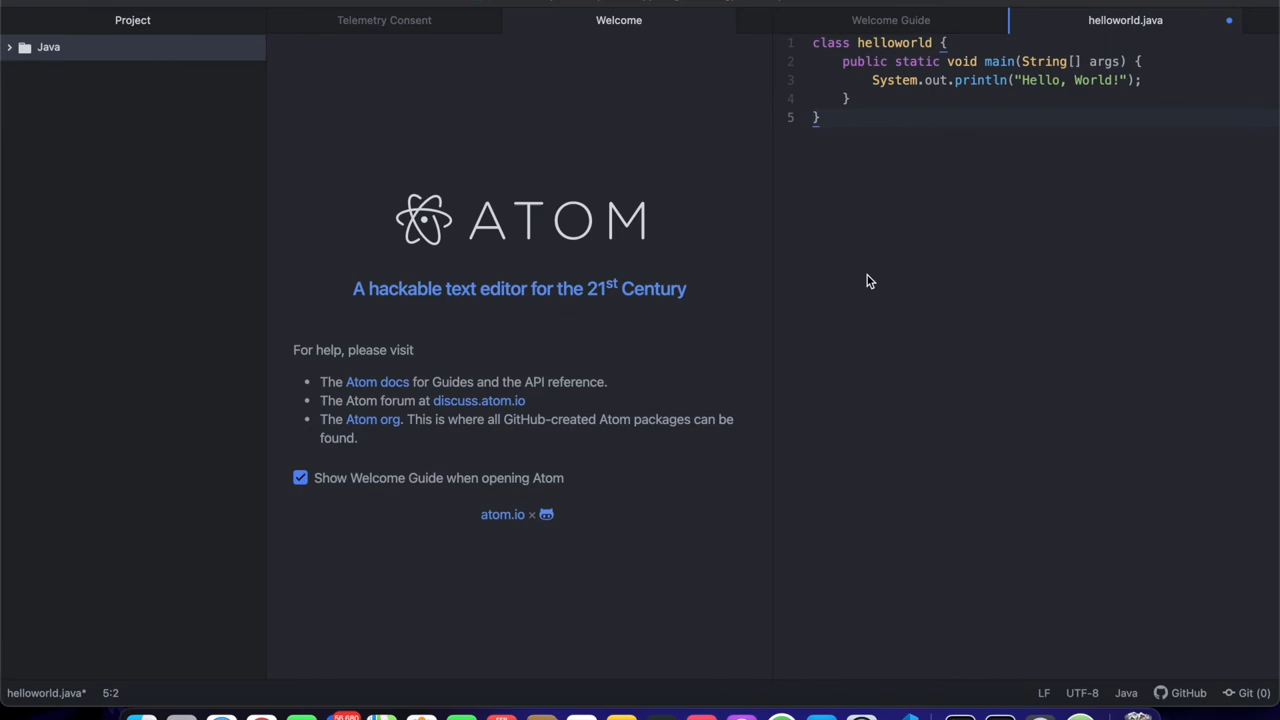 Project
Java
Telemetry Consent
Welcome
Welcome Guide
helloworld.java
ATOM
A hackable text editor for the 21st Century
For help, please visit
• The Atom docs for Guides and the API reference.
• The Atom forum at discuss.atom.io
• The Atom org. This is where all GitHub-created Atom packages can be
found.
Show Welcome Guide when opening Atom
atom.io ×
1 class helloworld {
2     public static void main(String[] args) {
3         System.out.println("Hello, World!");
4     }
5 }
helloworld.java* 5:2
LF UTF-8 Java GitHub Git (0)
56,680